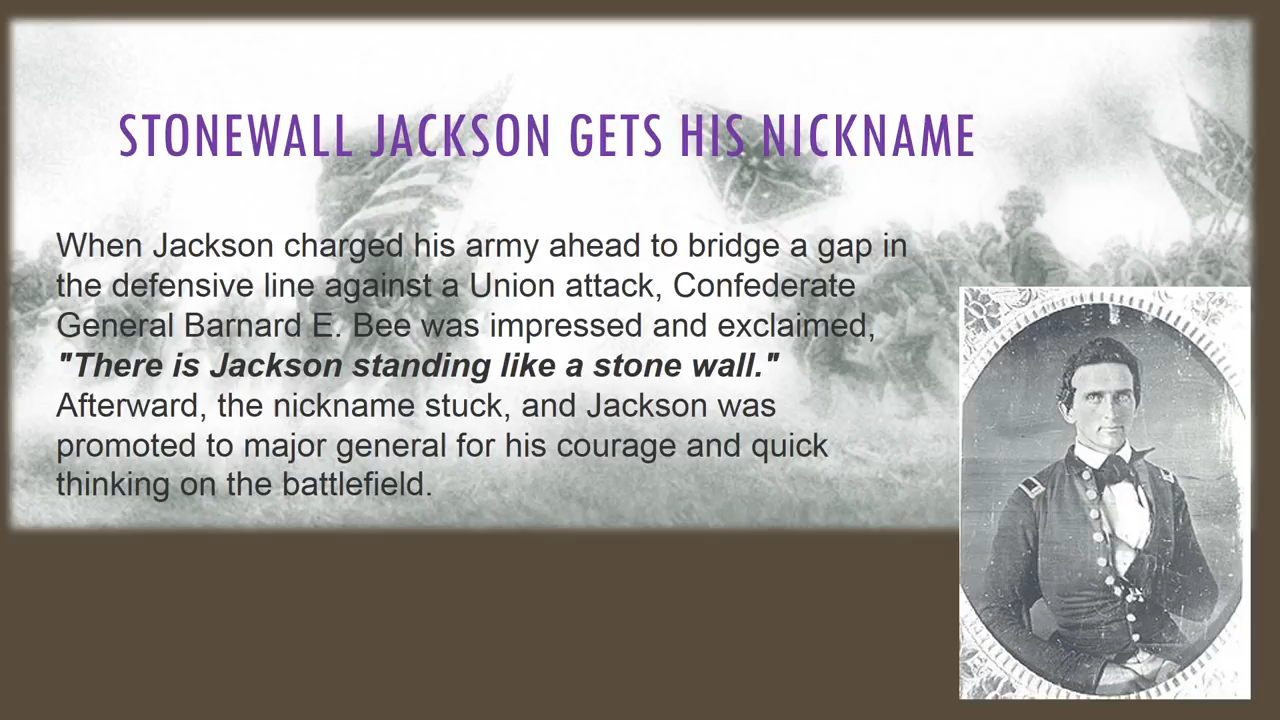 STONEWALL JACKSON GETS HIS NICKNAME
When Jackson charged his army ahead to bridge a gap in
the defensive line against a Union attack, Confederate
General Barnard E. Bee was impressed and exclaimed,
"There is Jackson standing like a stone wall."
Afterward, the nickname stuck, and Jackson was
promoted to major general for his courage and quick
thinking on the battlefield.